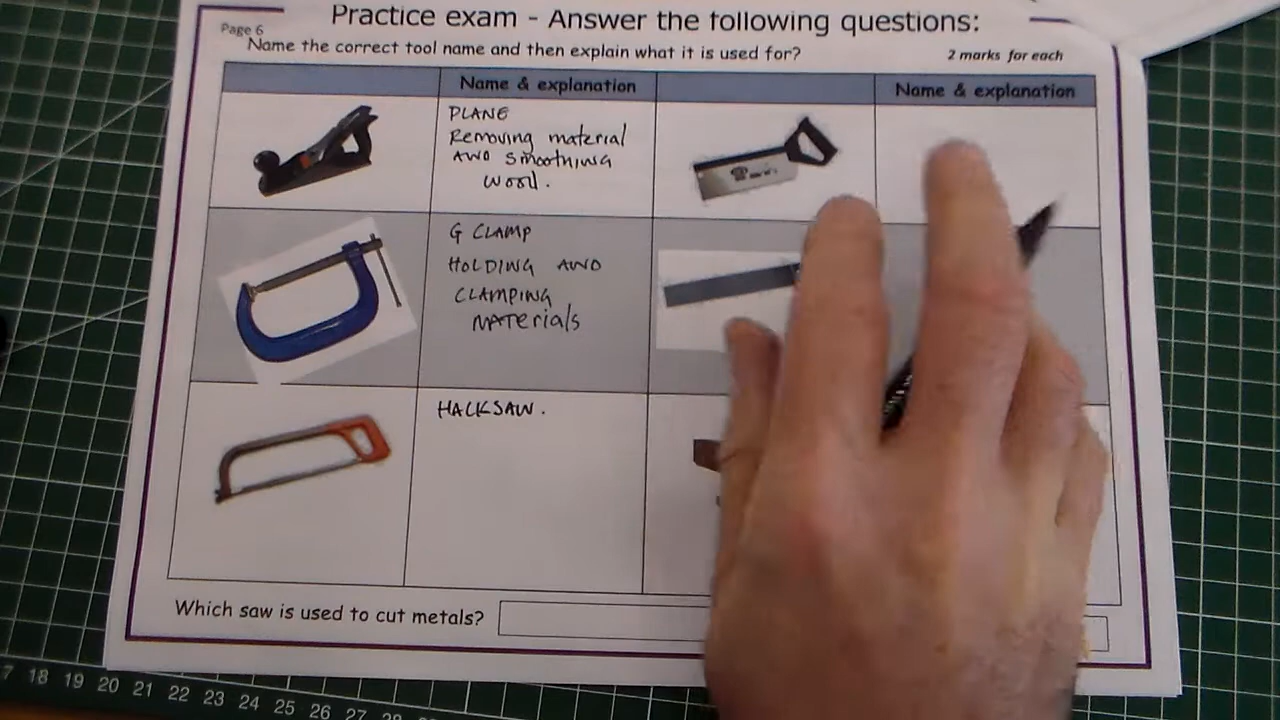 Practice exam - Answer the following questions:
Page 6
Name the correct tool name and then explain what it is used for?
2 marks for each
Name & explanation
Name & explanation
PLANE
Removing material
AND smooTHING
WOOD.
G CLAMP
HOLDING AND
CLAMPING
MATERIALS
HACKSAW.
Which saw is used to cut metals?
17 18 19 20 21 22 23 24 25 26 27 28